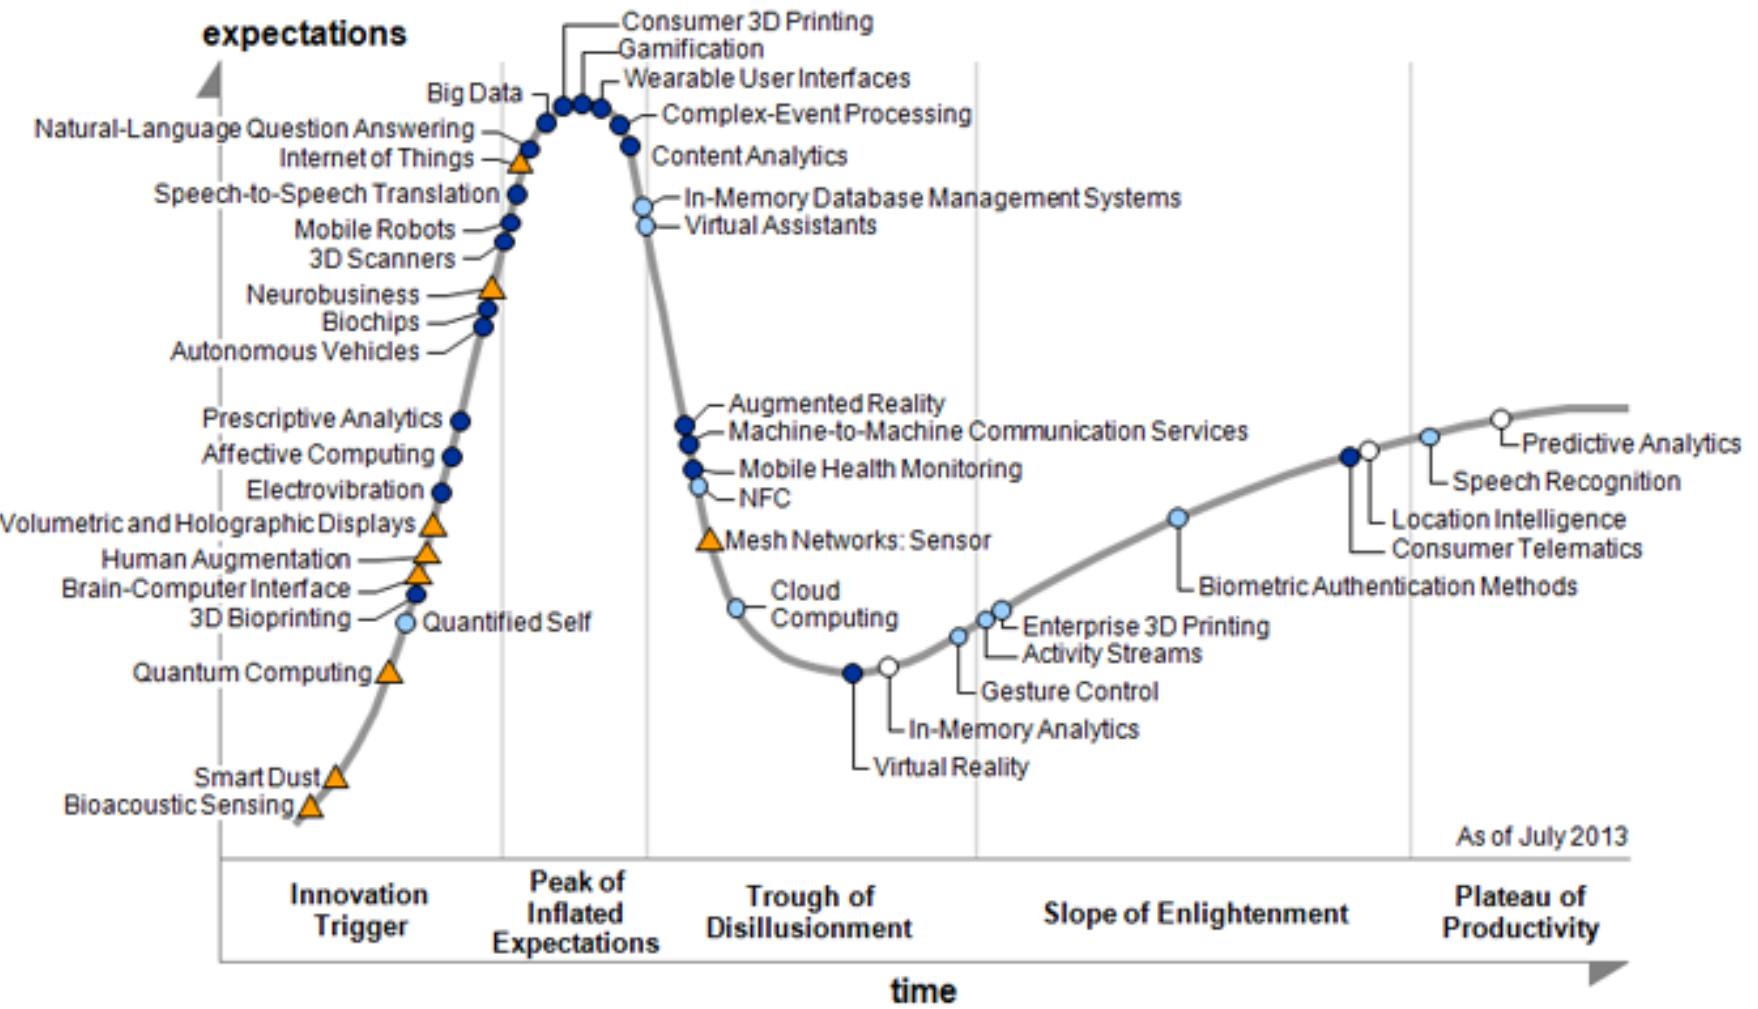 expectations
Consumer 3D Printing
Gamification
Wearable User Interfaces
Big Data
Complex-Event Processing
Natural-Language Question Answering
Content Analytics
Internet of Things
Speech-to-Speech Translation
In-Memory Database Management Systems
Mobile Robots
Virtual Assistants
3D Scanners
Neurobusiness
Biochips
Autonomous Vehicles
Augmented Reality
Prescriptive Analytics
Machine-to-Machine Communication Services
Predictive Analytics
Affective Computing
Mobile Health Monitoring
Speech Recognition
Electrovibration
NFC
Volumetric and Holographic Displays
Location Intelligence
Mesh Networks: Sensor
Consumer Telematics
Human Augmentation
Brain-Computer Interface
Biometric Authentication Methods
Cloud
Computing
3D Bioprinting
Quantified Self
Enterprise 3D Printing
Activity Streams
Quantum Computing
Gesture Control
In-Memory Analytics
Virtual Reality
Smart Dust
Bioacoustic Sensing
As of July 2013
Innovation
Trigger
Peak of
Inflated
Expectations
Trough of
Disillusionment
Slope of Enlightenment
Plateau of
Productivity
time